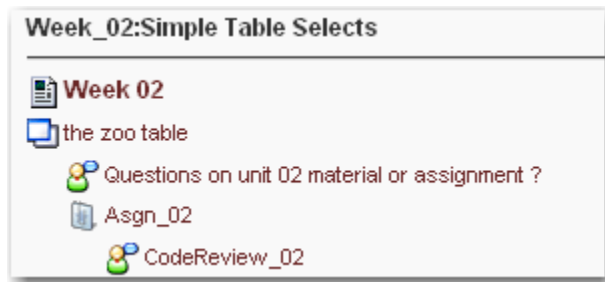 Week_02:Simple Table Selects
Week 02
the zoo table
Questions on unit 02 material or assignment ?
Asgn_02
CodeReview_02